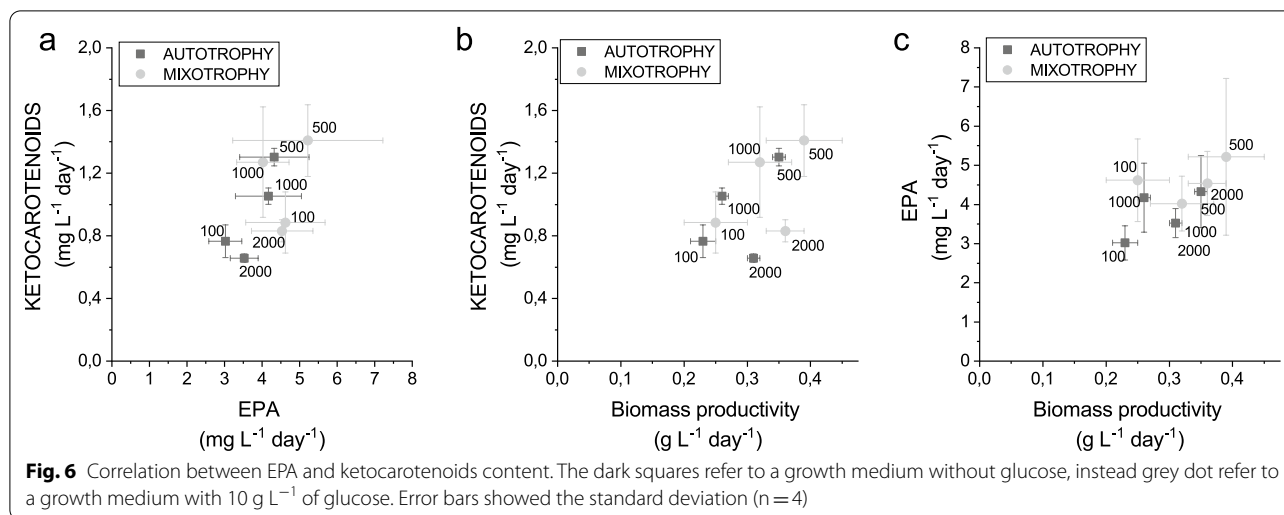 a
AUTOTROPHY
MIXOTROPHY
KETOCAROTENOIDS
(mg L⁻¹ day⁻¹)
2,0
1,6
1,2
0,8
0,4
0,0
500
500
1000
1000
100
100
2000
2000
0 1 2 3 4 5 6 7 8
EPA
(mg L⁻¹ day⁻¹)
b
AUTOTROPHY
MIXOTROPHY
KETOCAROTENOIDS
(mg L⁻¹ day⁻¹)
2,0
1,6
1,2
0,8
0,4
0,0
500
1000
500
1000
100
100
2000
2000
0,0 0,1 0,2 0,3 0,4
Biomass productivity
(g L⁻¹ day⁻¹)
c
AUTOTROPHY
MIXOTROPHY
EPA
(mg L⁻¹ day⁻¹)
8
7
6
5
4
3
2
1
0
500
100
2000
1000
500
1000
100
2000
0,0 0,1 0,2 0,3 0,4
Biomass productivity
(g L⁻¹ day⁻¹)
Fig. 6 Correlation between EPA and ketocarotenoids content. The dark squares refer to a growth medium without glucose, instead grey dot refer to
a growth medium with 10 g L⁻¹ of glucose. Error bars showed the standard deviation (n = 4)